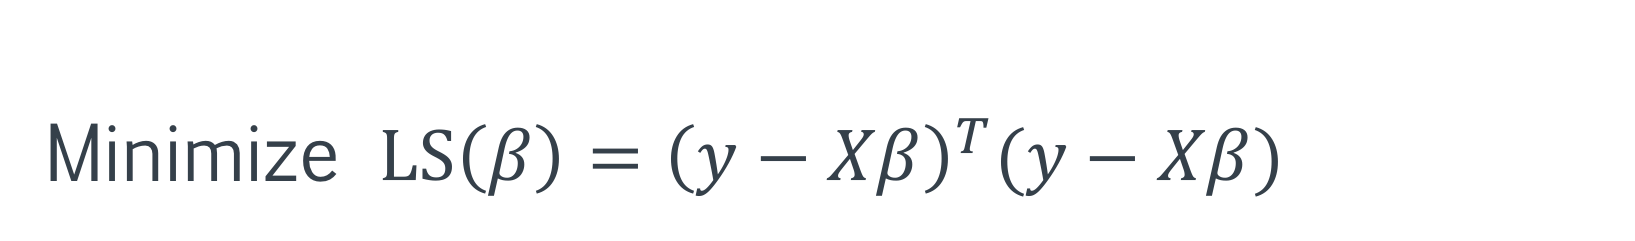 Minimize LS(β) = (y − Xβ)ᵀ(y − Xβ)